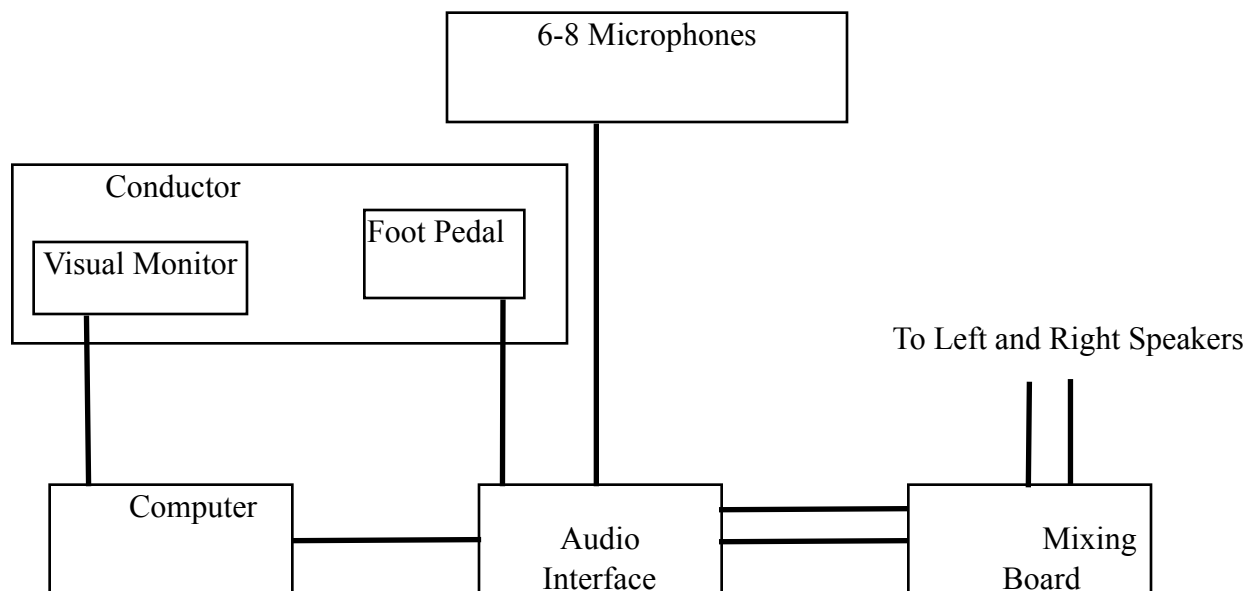 6-8 Microphones
Conductor
Foot Pedal
Visual Monitor
To Left and Right Speakers
Computer
Audio
Interface
Mixing
Board